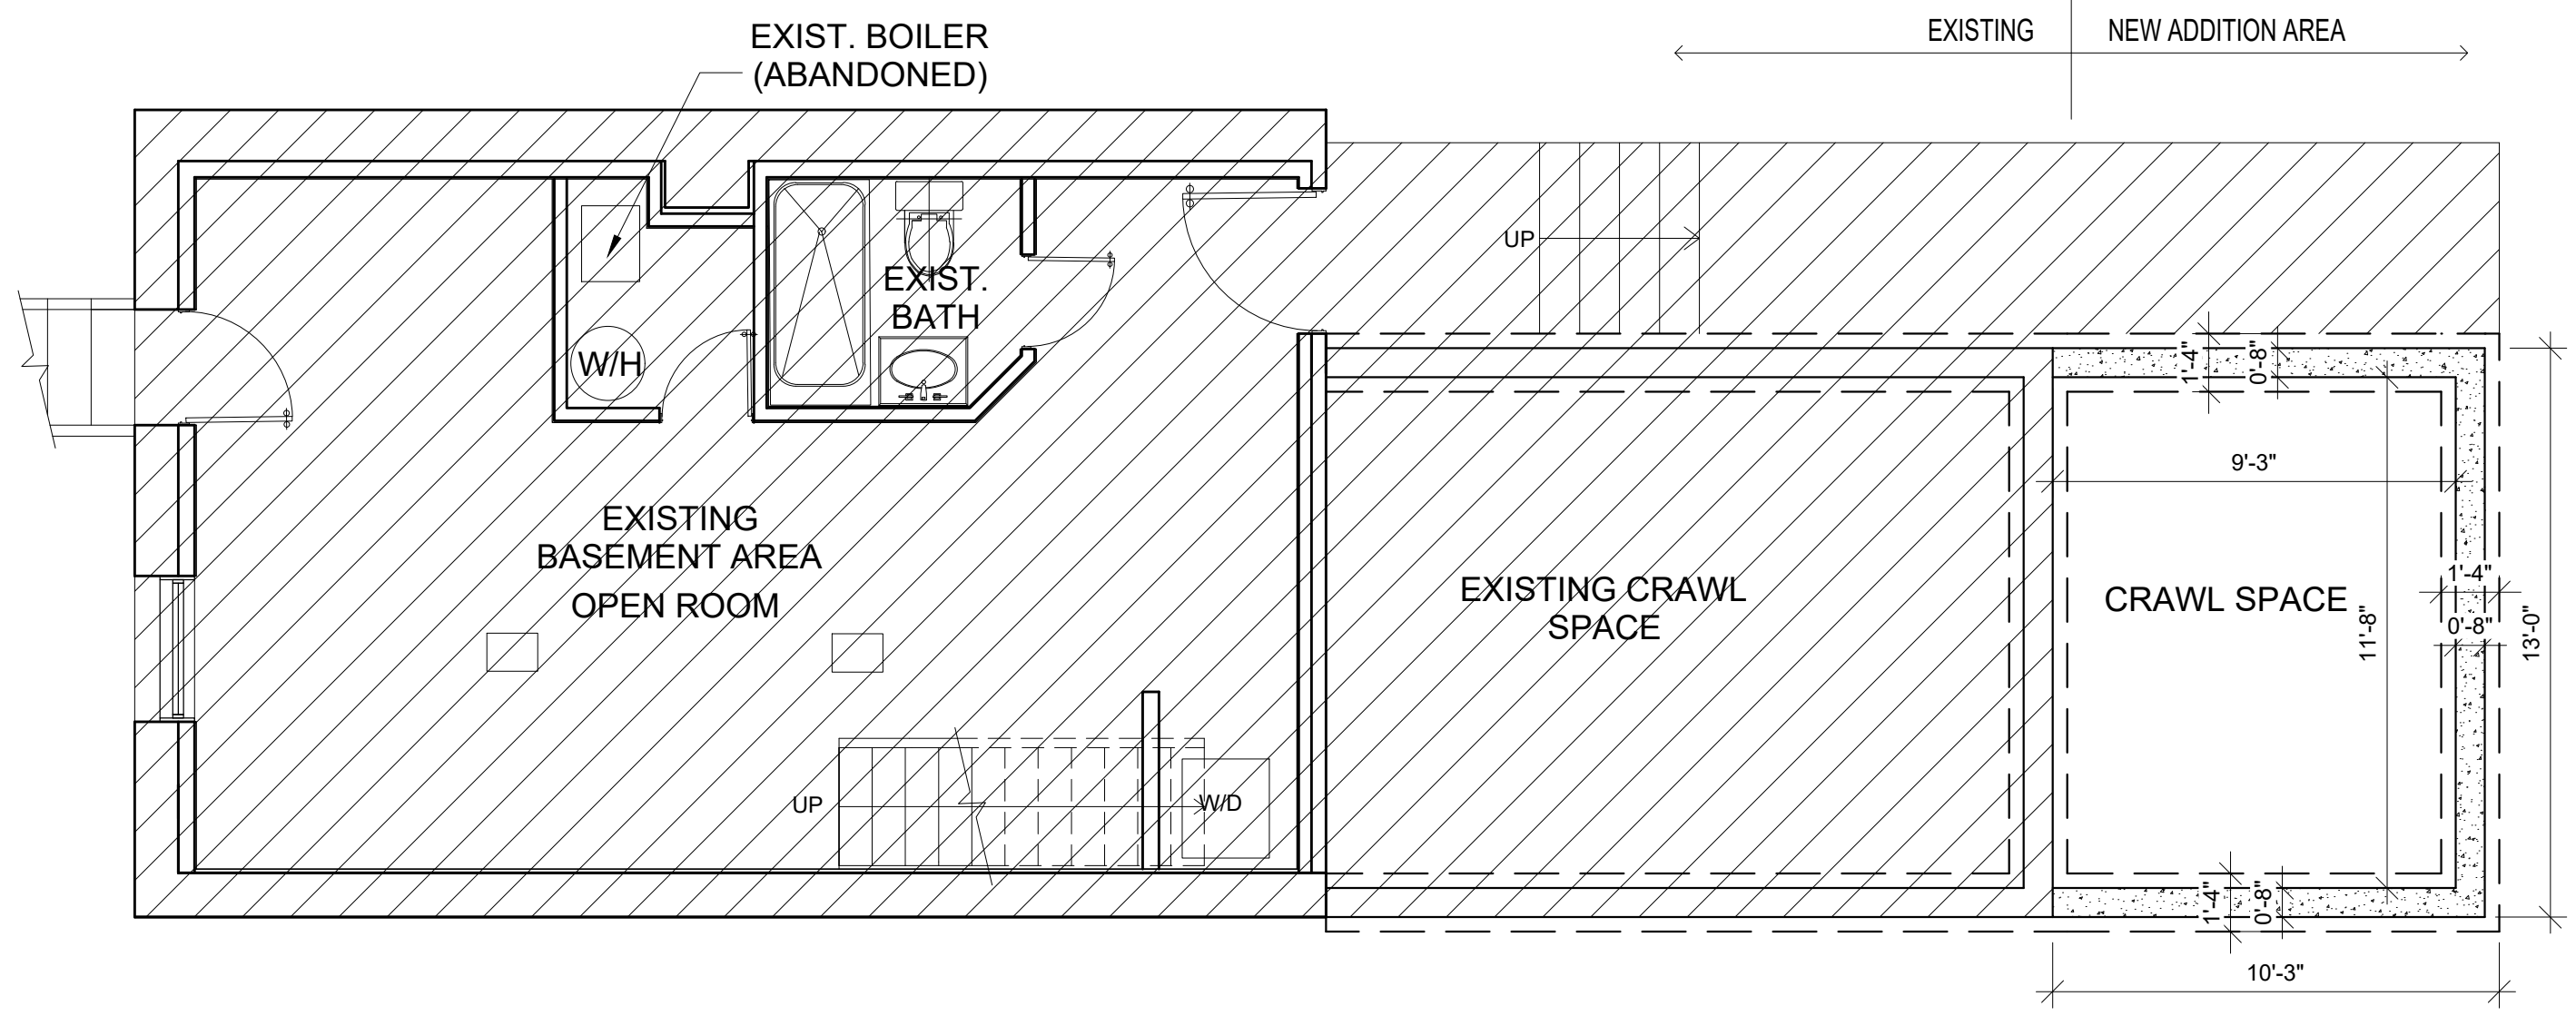 EXISTING
NEW ADDITION AREA
EXIST. BOILER
(ABANDONED)
UP
EXIST.
BATH
W/H
1'-4"
0'-8"
9'-3"
EXISTING
BASEMENT AREA
OPEN ROOM
EXISTING CRAWL
SPACE
CRAWL SPACE
11'-8"
1'-4"
0'-8"
13'-0"
UP
W/D
1'-4"
0'-8"
10'-3"